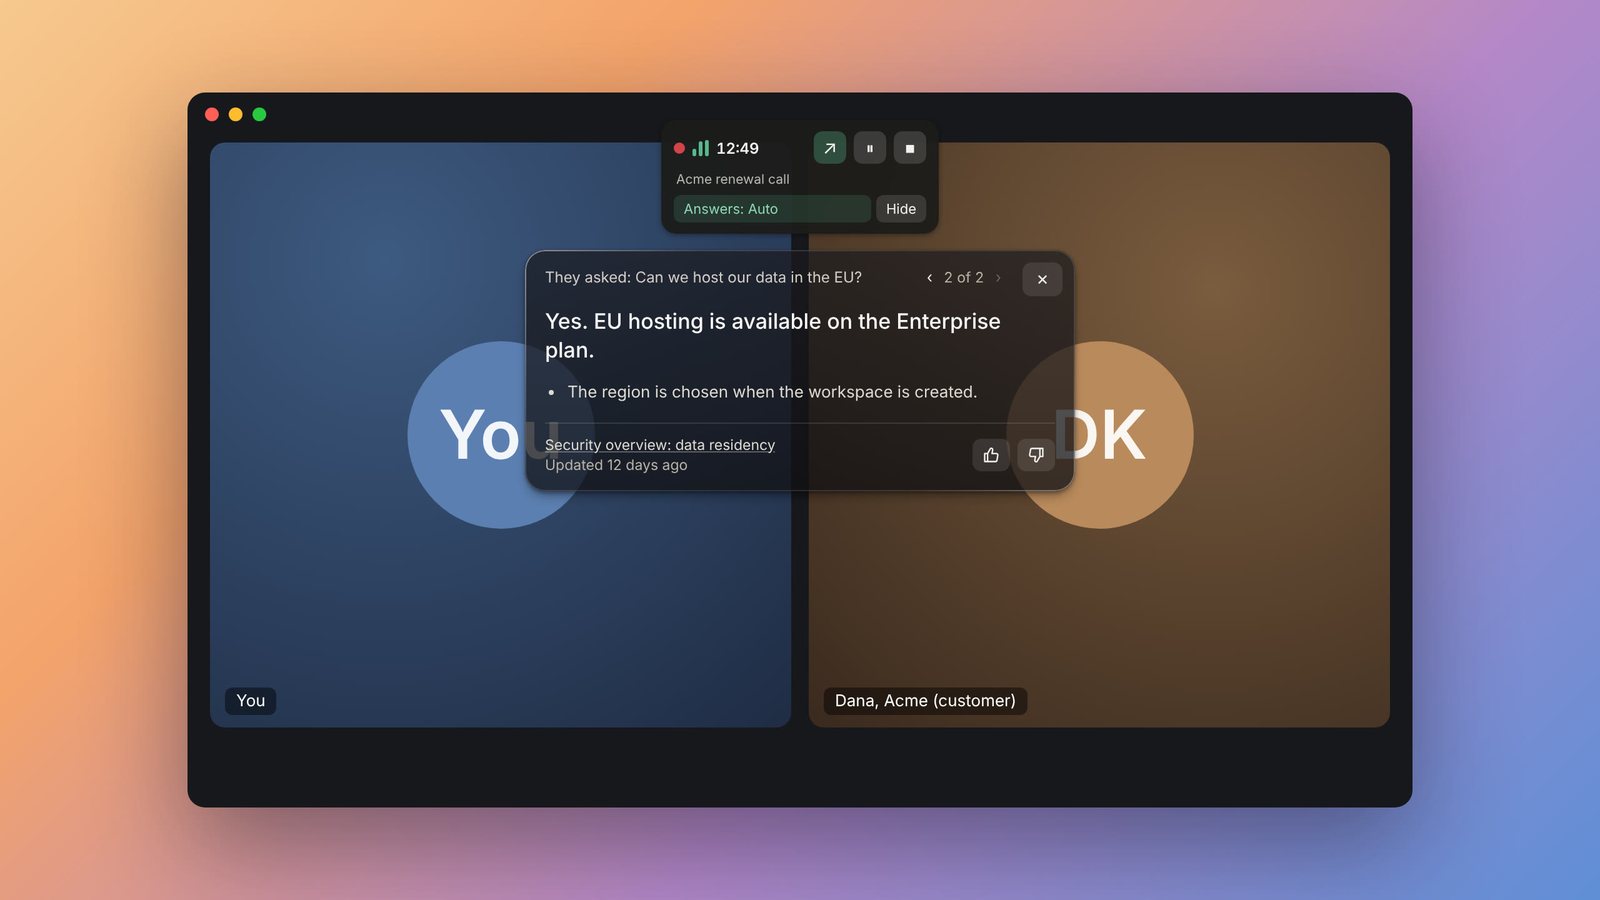 12:49
Acme renewal call
Answers: Auto
Hide
They asked: Can we host our data in the EU?
2 of 2
Yes. EU hosting is available on the Enterprise
plan.
• The region is chosen when the workspace is created.
Security overview: data residency
Updated 12 days ago
You
DK
You
Dana, Acme (customer)